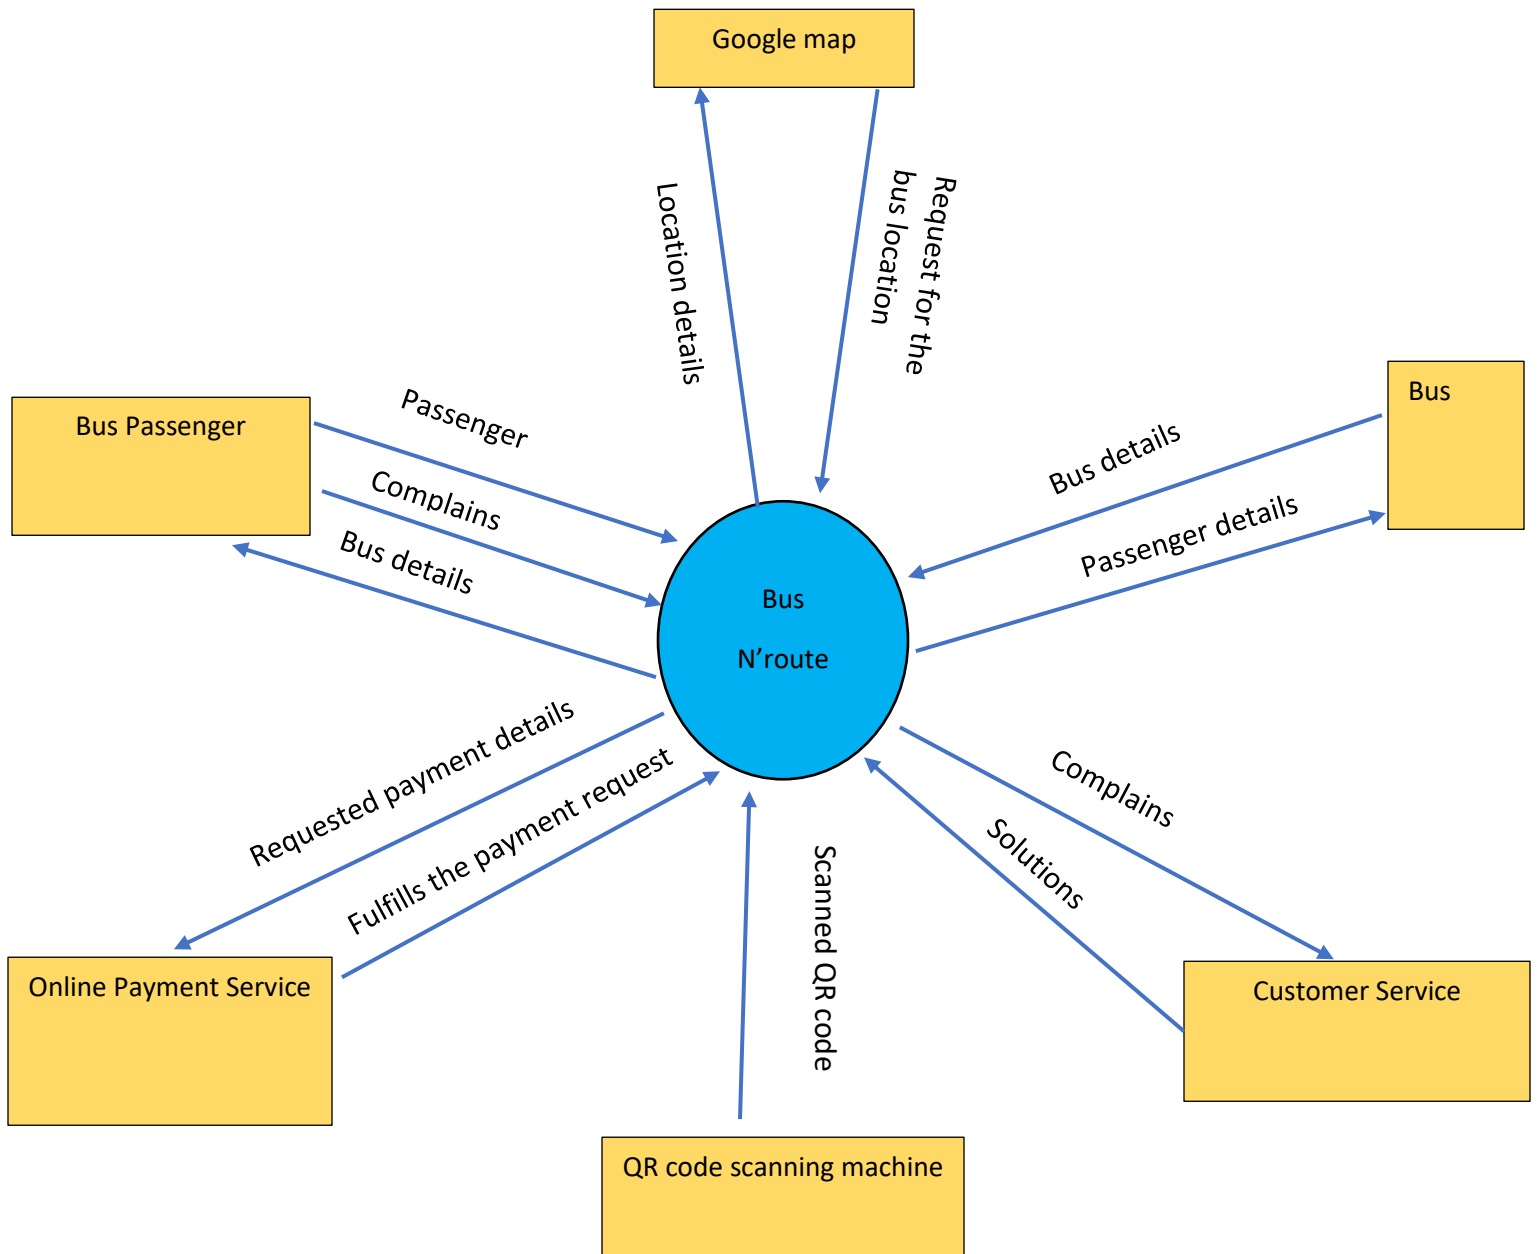 Google map
Location details
Request for the
bus location
Bus Passenger
Passenger
Complains
Bus details
Bus
Bus details
Passenger details
Bus
N’route
Requested payment details
Fulfills the payment request
Scanned QR code
Complains
Solutions
Online Payment Service
Customer Service
QR code scanning machine